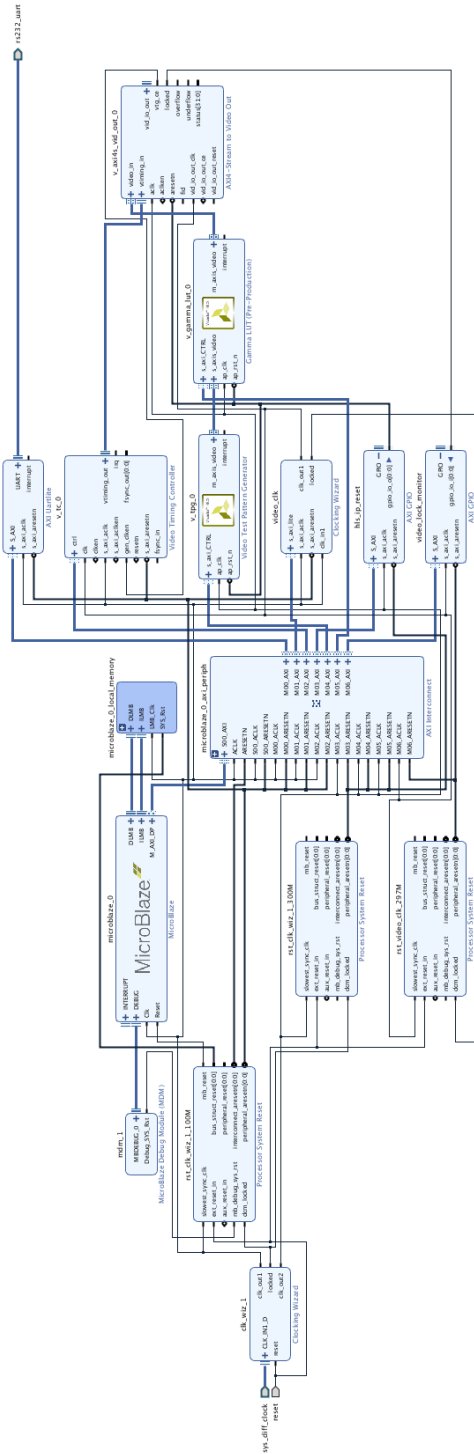 sys_diff_clock
reset
clk_wiz_1
CLK_IN1_D
reset
clk_out1
locked
clk_out2
Clocking Wizard
mdm_1
MBDEBUG_0
Debug_SYS_Rst
MicroBlaze Debug Module (MDM)
rst_clk_wiz_1_100M
slowest_sync_clk
ext_reset_in
aux_reset_in
mb_debug_sys_rst
dcm_locked
mb_reset
bus_struct_reset[0:0]
peripheral_reset[0:0]
interconnect_aresetn[0:0]
peripheral_aresetn[0:0]
Processor System Reset
microblaze_0
INTERRUPT
DEBUG
Clk
Reset
DLMB
ILMB
M_AXI_DP
MicroBlaze
MicroBlaze
rst_clk_wiz_1_300M
slowest_sync_clk
ext_reset_in
aux_reset_in
mb_debug_sys_rst
dcm_locked
mb_reset
bus_struct_reset[0:0]
peripheral_reset[0:0]
interconnect_aresetn[0:0]
peripheral_aresetn[0:0]
Processor System Reset
rst_video_clk_297M
slowest_sync_clk
ext_reset_in
aux_reset_in
mb_debug_sys_rst
dcm_locked
mb_reset
bus_struct_reset[0:0]
peripheral_reset[0:0]
interconnect_aresetn[0:0]
peripheral_aresetn[0:0]
Processor System Reset
microblaze_0_local_memory
DLMB
ILMB
LMB_Clk
SYS_Rst
microblaze_0_axi_periph
S00_AXI
ACLK
ARESETN
S00_ACLK
S00_ARESETN
M00_ACLK
M00_ARESETN
M01_ACLK
M01_ARESETN
M02_ACLK
M02_ARESETN
M03_ACLK
M03_ARESETN
M04_ACLK
M04_ARESETN
M05_ACLK
M05_ARESETN
M06_ACLK
M06_ARESETN
M00_AXI
M01_AXI
M02_AXI
M03_AXI
M04_AXI
M05_AXI
M06_AXI
AXI Interconnect
S_AXI
s_axi_aclk
s_axi_aresetn
UART
interrupt
AXI Uartlite
rs232_uart
v_tc_0
ctrl
clk
clken
s_axi_aclk
s_axi_aclken
gen_clken
resetn
s_axi_aresetn
fsync_in
vtiming_out
irq
fsync_out[0:0]
Video Timing Controller
v_tpg_0
s_axi_CTRL
ap_clk
ap_rst_n
m_axis_video
interrupt
Video Test Pattern Generator
video_clk
s_axi_lite
s_axi_aclk
s_axi_aresetn
clk_in1
clk_out1
locked
Clocking Wizard
hls_ip_reset
S_AXI
s_axi_aclk
s_axi_aresetn
GPIO
gpio_io_o[0:0]
AXI GPIO
video_lock_monitor
S_AXI
s_axi_aclk
s_axi_aresetn
GPIO
gpio_io_i[0:0]
AXI GPIO
v_gamma_lut_0
s_axi_CTRL
s_axis_video
ap_clk
ap_rst_n
m_axis_video
interrupt
Gamma LUT (Pre-Production)
v_axi4s_vid_out_0
video_in
vtiming_in
aclk
aclken
aresetn
fid
vid_io_out_clk
vid_io_out_ce
vid_io_out_reset
vid_io_out
vtg_ce
locked
overflow
underflow
status[31:0]
AXI4-Stream to Video Out